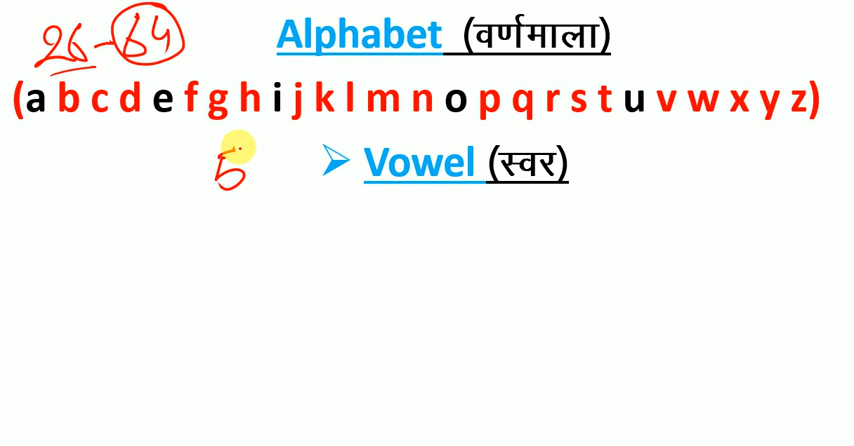 26 - 64
Alphabet (वर्णमाला)
(a b c d e f g h i j k l m n o p q r s t u v w x y z)
5
➢ Vowel (स्वर)